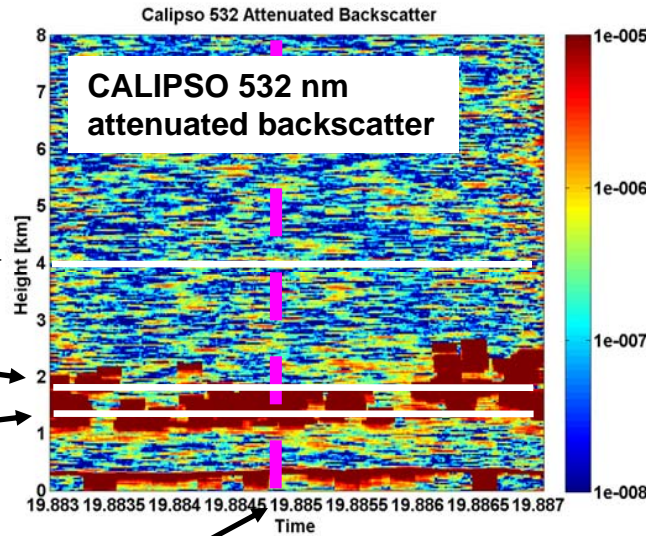 Calipso 532 Attenuated Backscatter
CALIPSO 532 nm
attenuated backscatter
8
7
6
5
4
3
2
1
0
Height [km]
19.883 19.8835 19.884 19.8845 19.885 19.8855 19.886 19.8865 19.887
Time
1e-005
1e-006
1e-007
1e-008